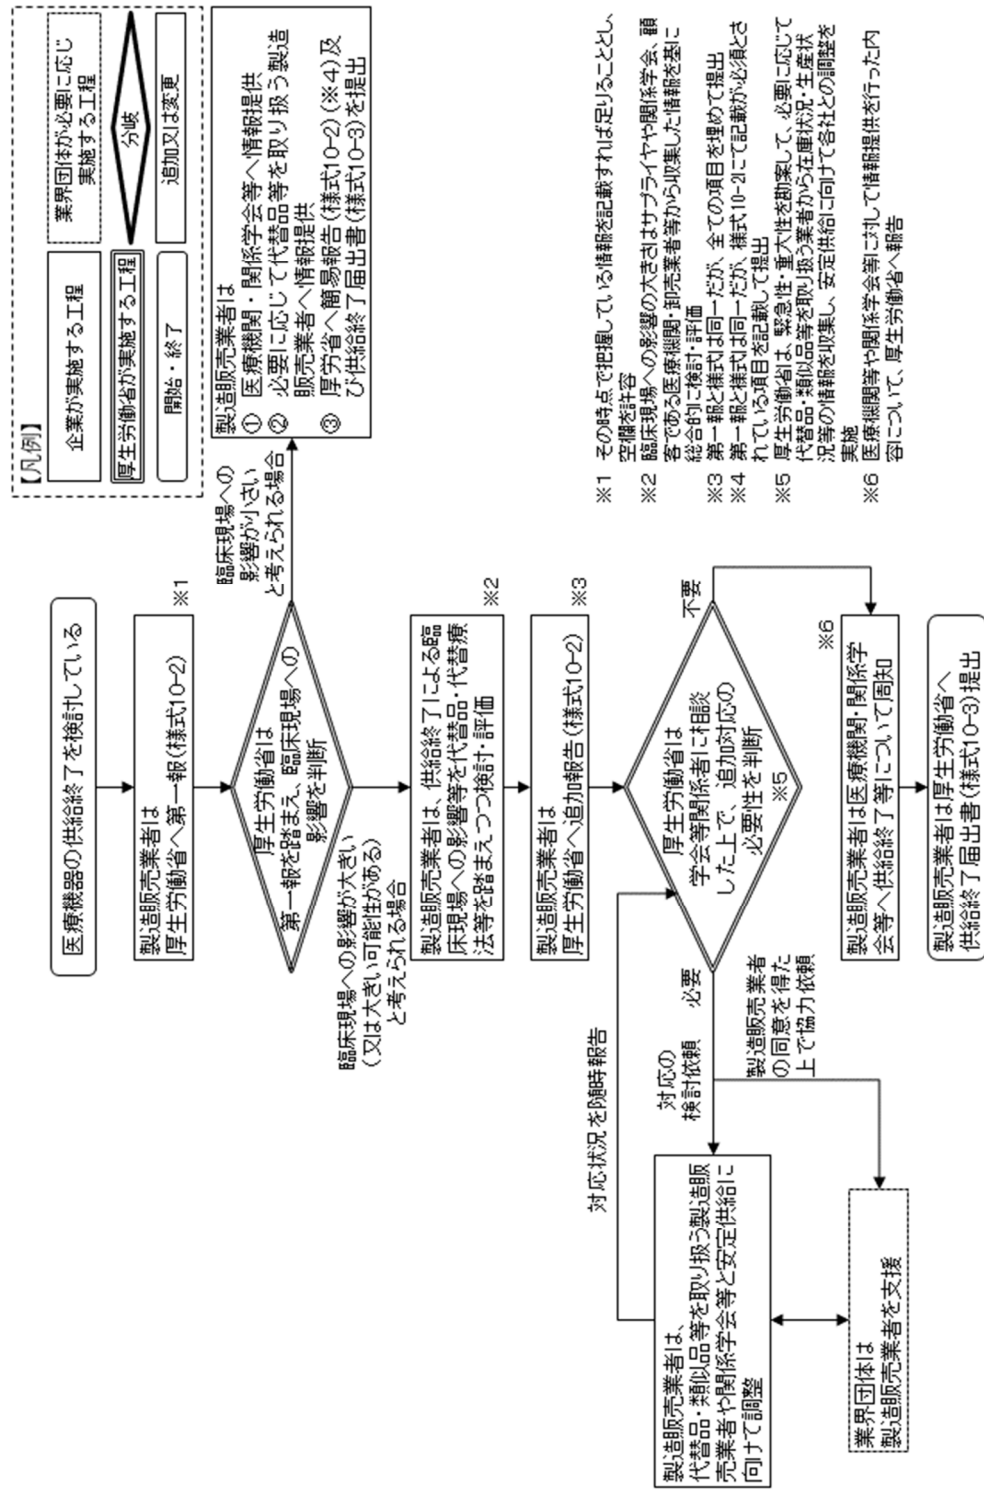 【凡例】
企業が実施する工程
業界団体が必要に応じ
実施する工程
厚生労働省が実施する工程
分岐
開始・終了
追加又は変更
医療機器の供給終了を検討している
製造販売業者は
厚生労働省へ第一報(様式10-2)
※1
厚生労働省は
第一報を踏まえ、臨床現場への
影響を判断
臨床現場への
影響が小さい
と考えられる場合
製造販売業者は
① 医療機関・関係学会等へ情報提供
② 必要に応じて代替品等を取り扱う製造
販売業者へ情報提供
③ 厚労省へ簡易報告(様式10-2)(※4)及
び供給終了届出書(様式10-3)を提出
臨床現場への影響が大きい
(又は大きい可能性がある)
と考えられる場合
製造販売業者は、供給終了による臨
床現場への影響等を代替品・代替療
法等を踏まえつつ検討・評価
※2
製造販売業者は
厚生労働省へ追加報告(様式10-2)
※3
厚生労働省は
学会等関係者に相談
した上で、追加対応の
必要性を判断
※5
不要
必要
対応の
検討依頼
製造販売業者
の同意を得た
上で協力依頼
対応状況を随時報告
製造販売業者は、
代替品・類似品等を取り扱う製造販
売業者や関係学会等と安定供給に
向けて調整
業界団体は
製造販売業者を支援
※6
製造販売業者は医療機関・関係学
会等へ供給終了等について周知
製造販売業者は厚生労働省へ
供給終了届出書(様式10-3)提出
※1 その時点で把握している情報を記載すれば足りることとし、
空欄を許容
※2 臨床現場への影響の大きさはサプライヤや関係学会、顧
客である医療機関・卸売業者等から収集した情報を基に
総合的に検討・評価
※3 第一報と様式は同一だが、全ての項目を埋めて提出
※4 第一報と様式は同一だが、様式10-2にて記載が必須とさ
れている項目を記載して提出
※5 厚生労働省は、緊急性・重大性を勘案して、必要に応じて
代替品・類似品等を取り扱う業者から在庫状況・生産状
況等の情報を収集し、安定供給に向けて各社との調整を
実施
※6 医療機関等や関係学会等に対して情報提供を行った内
容について、厚生労働省へ報告